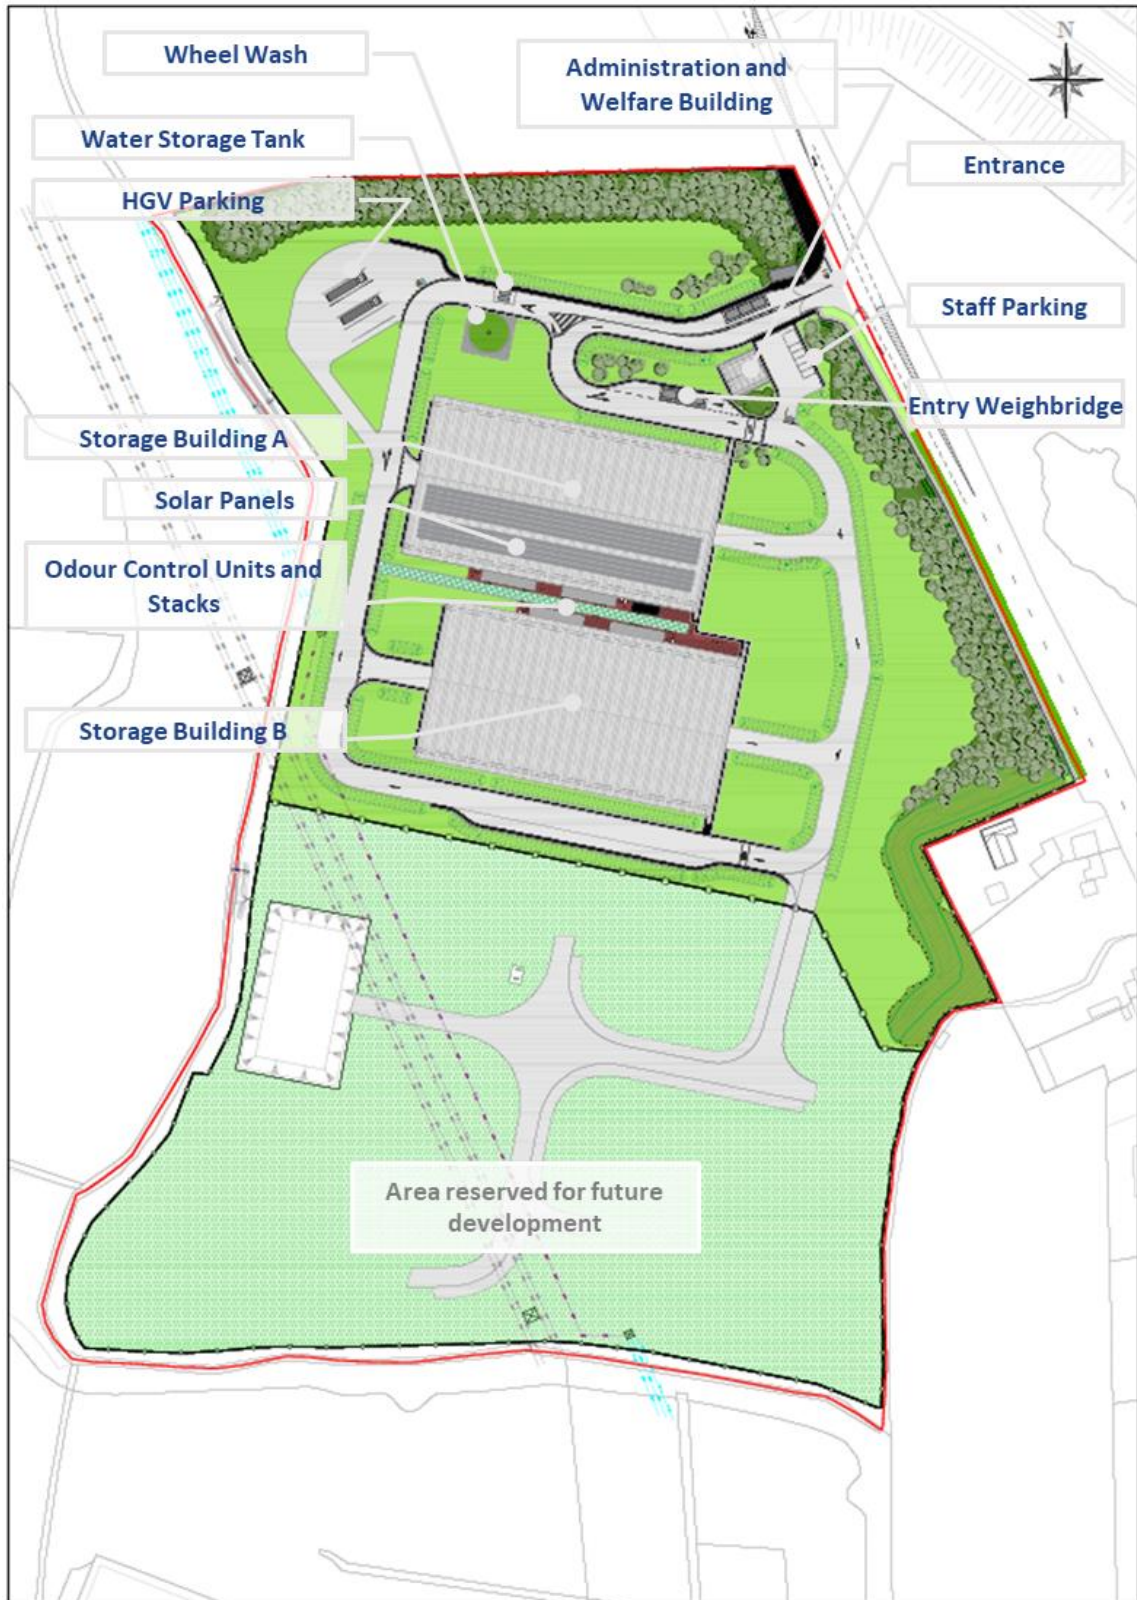 N
Wheel Wash
Administration and
Welfare Building
Water Storage Tank
Entrance
HGV Parking
Staff Parking
Entry Weighbridge
Storage Building A
Solar Panels
Odour Control Units and
Stacks
Storage Building B
Area reserved for future
development